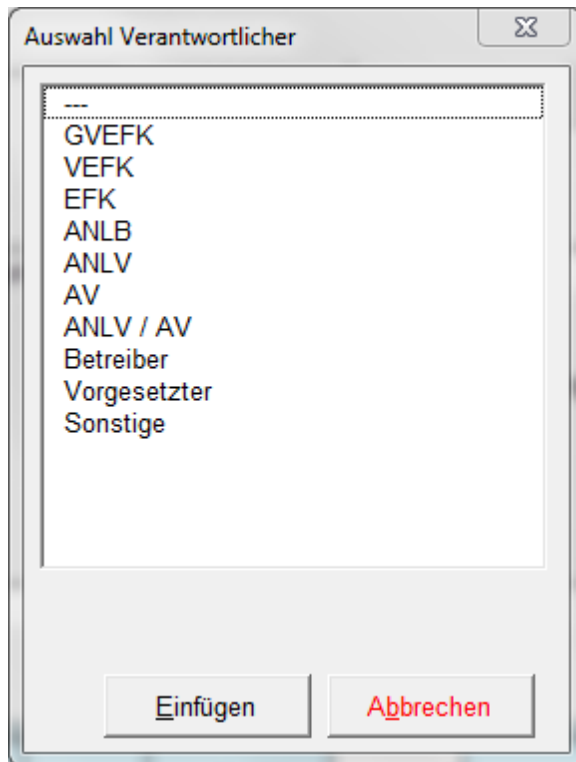 Auswahl Verantwortlicher
---
GVEFK
VEFK
EFK
ANLB
ANLV
AV
ANLV / AV
Betreiber
Vorgesetzter
Sonstige
Einfügen
Abbrechen